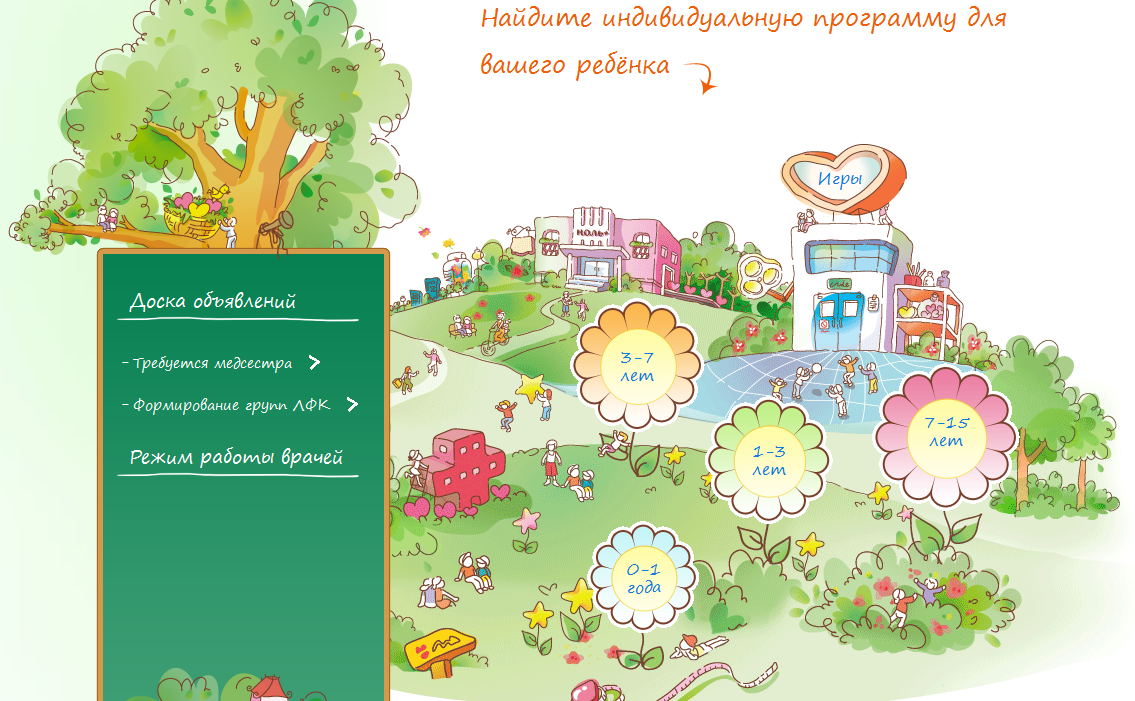 Найдите индивидуальную программу для
вашего ребёнка
Игры
НОЛЬ+
Доска объявлений
- Требуется медсестра
- Формирование групп ЛФК
Режим работы врачей
3-7
лет
1-3
лет
7-15
лет
0-1
года